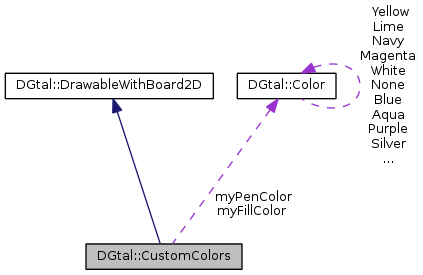 Yellow
Lime
Navy
Magenta
White
None
Blue
Aqua
Purple
Silver
...
DGtal::DrawableWithBoard2D
DGtal::Color
myPenColor
myFillColor
DGtal::CustomColors